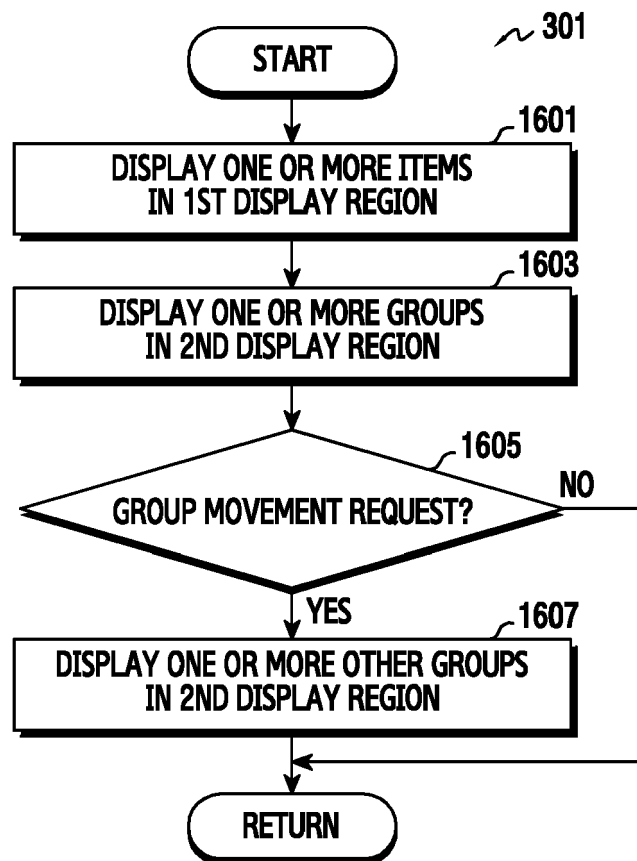 301
START
1601
DISPLAY ONE OR MORE ITEMS
IN 1ST DISPLAY REGION
1603
DISPLAY ONE OR MORE GROUPS
IN 2ND DISPLAY REGION
1605
GROUP MOVEMENT REQUEST?
NO
YES
1607
DISPLAY ONE OR MORE OTHER GROUPS
IN 2ND DISPLAY REGION
RETURN